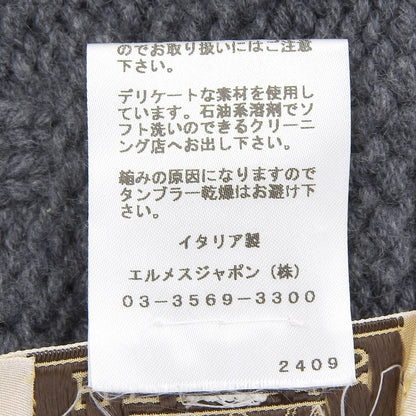 のでお取り扱いにはご注意
下さい。
デリケートな素材を使用し
ています。石油系溶剤でソ
フト洗いのできるクリーニ
ング店へお出し下さい。
縮みの原因になりますので
タンブラー乾燥はお避け下
さい。
イタリア製
エルメスジャポン（株）
03-3569-3300
2409